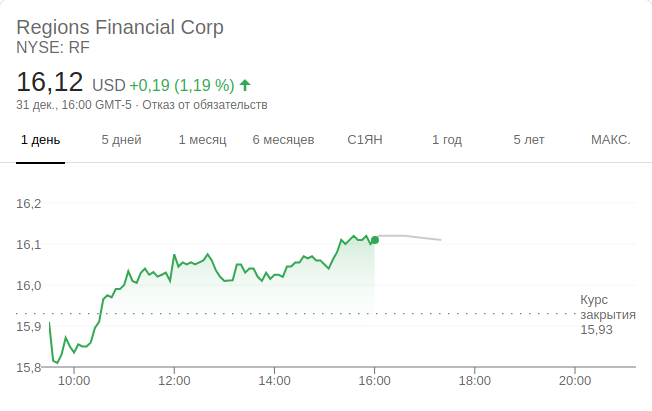 Regions Financial Corp
NYSE: RF
16,12 USD +0,19 (1,19 %)
31 дек., 16:00 GMT-5 · Отказ от обязательств
1 день 5 дней 1 месяц 6 месяцев С1ЯН 1 год 5 лет МАКС.
16,2
16,1
16,0
Курс
закрытия
15,93
15,9
15,8
10:00 12:00 14:00 16:00 18:00 20:00